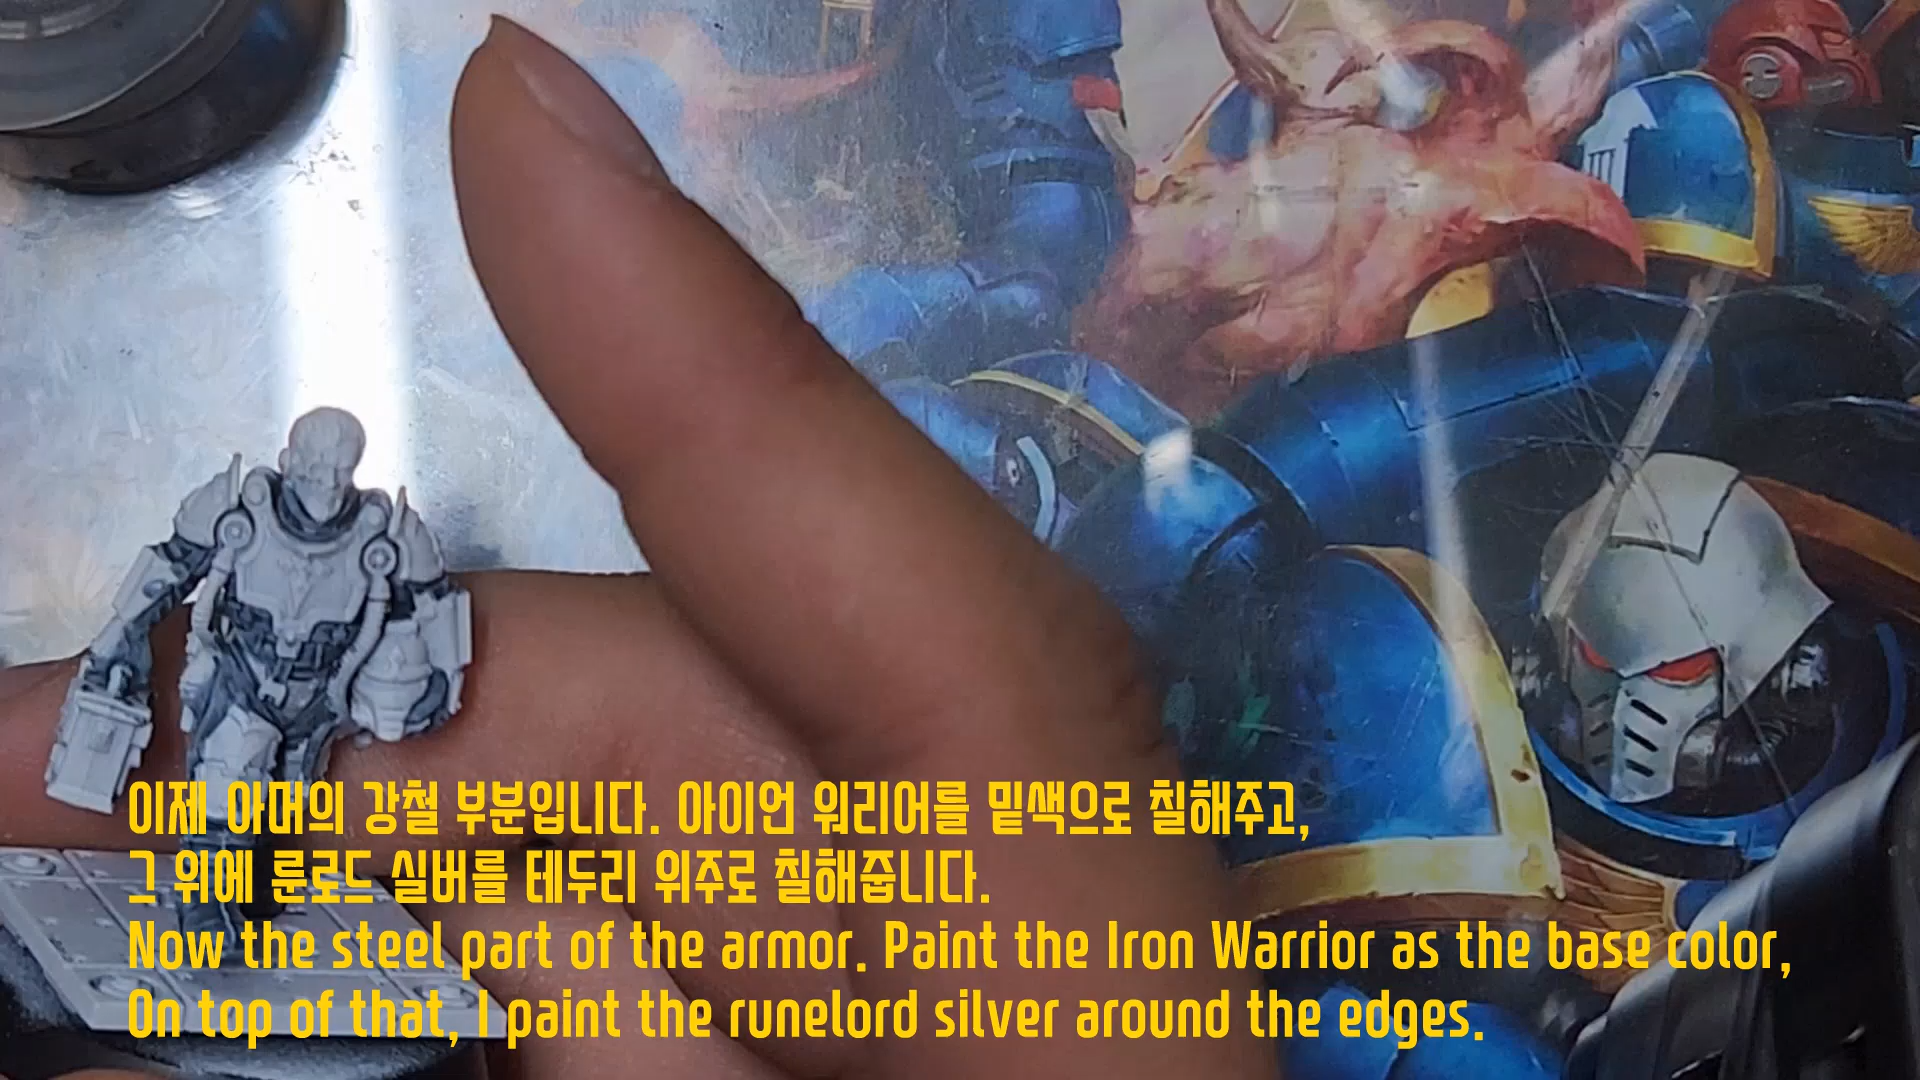 이제 아머의 강철 부분입니다. 아이언 워리어를 밑색으로 칠해주고,
그 위에 룬로드 실버를 테두리 위주로 칠해줍니다.
Now the steel part of the armor. Paint the Iron Warrior as the base color,
On top of that, I paint the runelord silver around the edges.